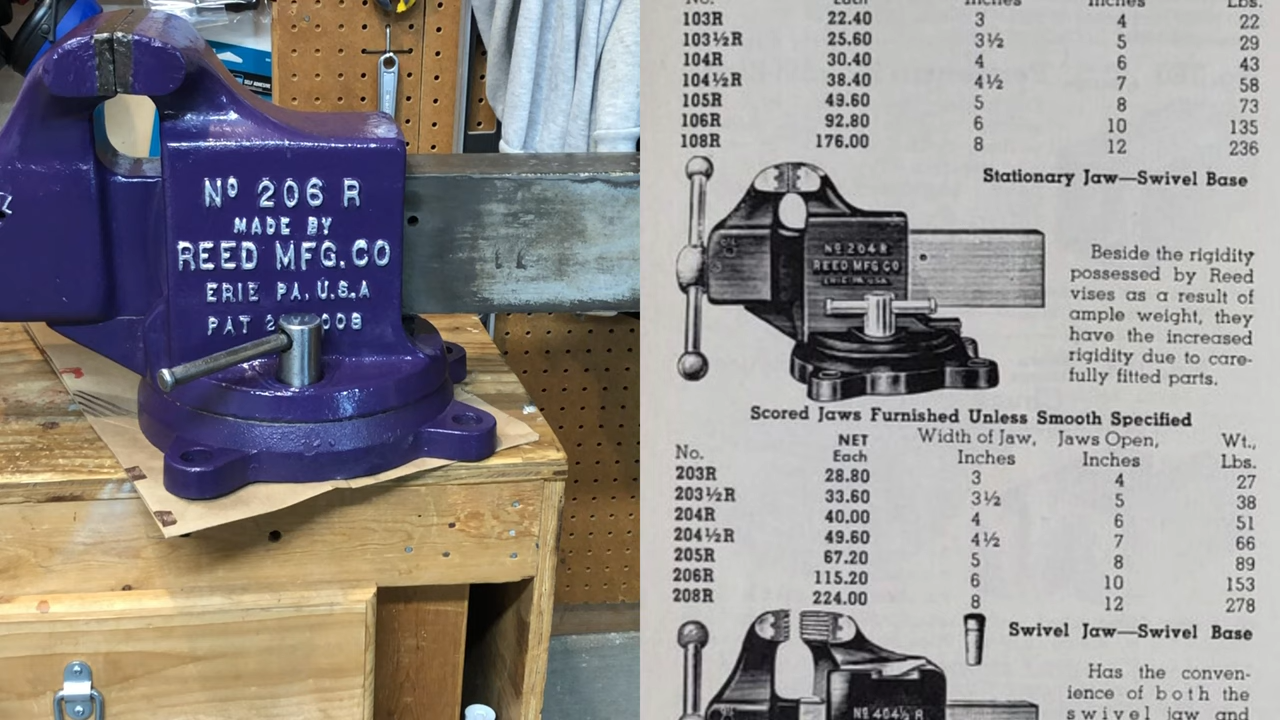 No 206 R
MADE BY
REED MFG. CO
ERIE PA. U.S.A
PAT
No. Each Inches Inches Lbs.
103R 22.40 3 4 22
103½R 25.60 3½ 5 29
104R 30.40 4 6 43
104½R 38.40 4½ 7 58
105R 49.60 5 8 73
106R 92.80 6 10 135
108R 176.00 8 12 236
Stationary Jaw—Swivel Base
No 204 R
REED MFG CO
ERIE PA. U.S.A
Beside the rigidity
possessed by Reed
vises as a result of
ample weight, they
have the increased
rigidity due to care-
fully fitted parts.
Scored Jaws Furnished Unless Smooth Specified
NET Width of Jaw, Jaws Open, Wt.,
No. Each Inches Inches Lbs.
203R 28.80 3 4 27
203½R 33.60 3½ 5 38
204R 40.00 4 6 51
204½R 49.60 4½ 7 66
205R 67.20 5 8 89
206R 115.20 6 10 153
208R 224.00 8 12 278
Swivel Jaw—Swivel Base
Has the conven-
ience of both the
swivel jaw and
No 404½ R